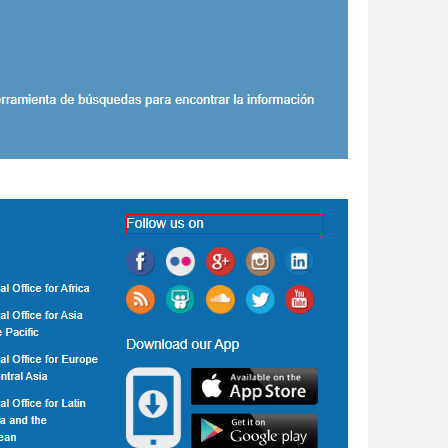 rramienta de búsquedas para encontrar la información
Follow us on
al Office for Africa
al Office for Asia
Pacific
al Office for Europe
ntral Asia
al Office for Latin
a and the
ean
Download our App
Available on the
App Store
Get it on
Google play